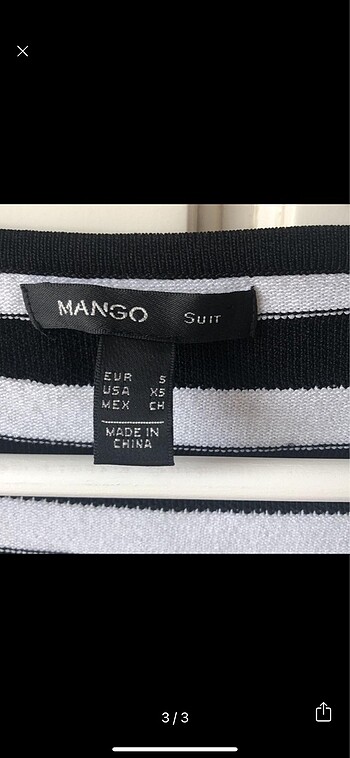 MANGO SUIT
EUR S
USA XS
MEX CH
MADE IN
CHINA
3/3